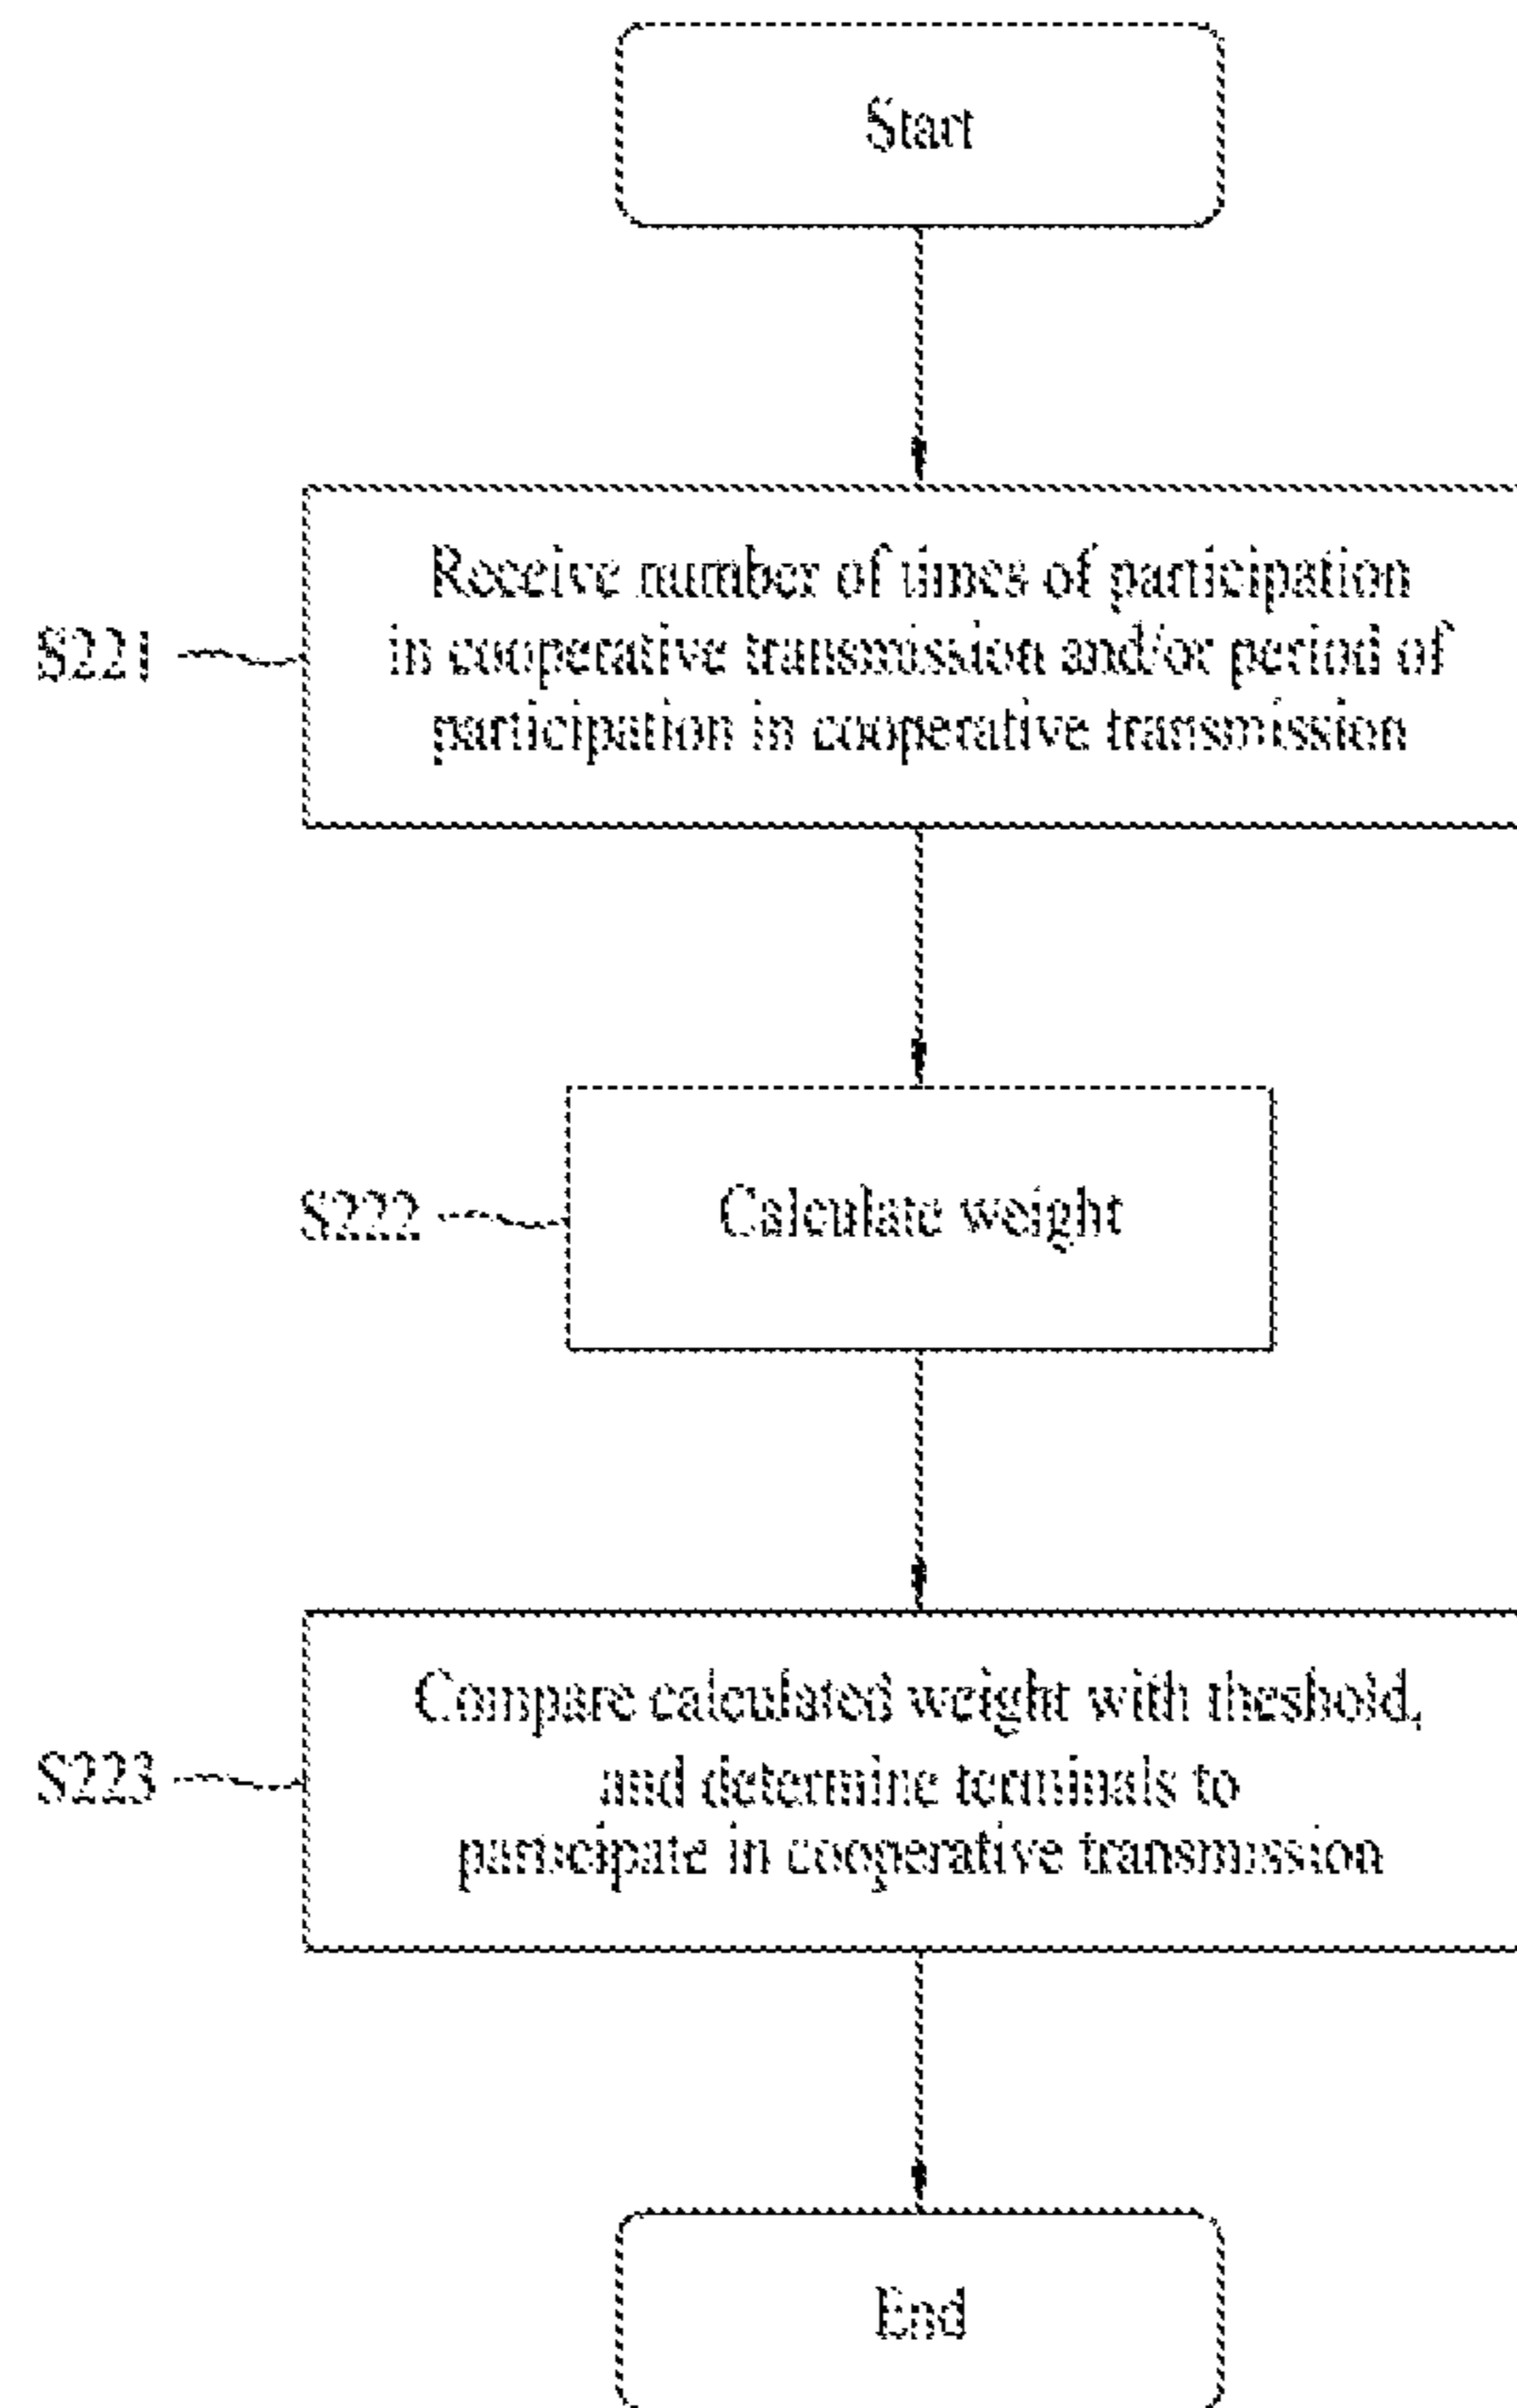 Start
Receive number of times of participation
in cooperative transmission and/or period of
participation in cooperative transmission
S221
Calculate weight
S222
Compare calculated weight with theshold,
and determine terminals to
participate in cooperative transmission
S223
End